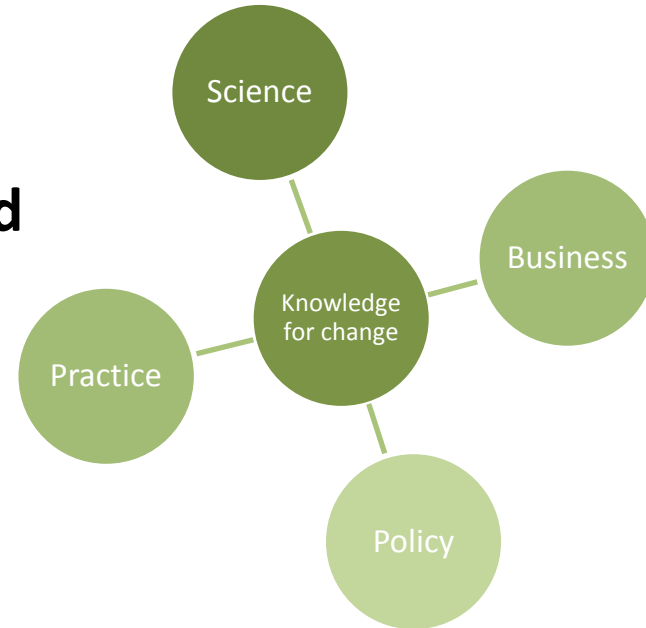 Science
d
Business
Knowledge
for change
Practice
Policy